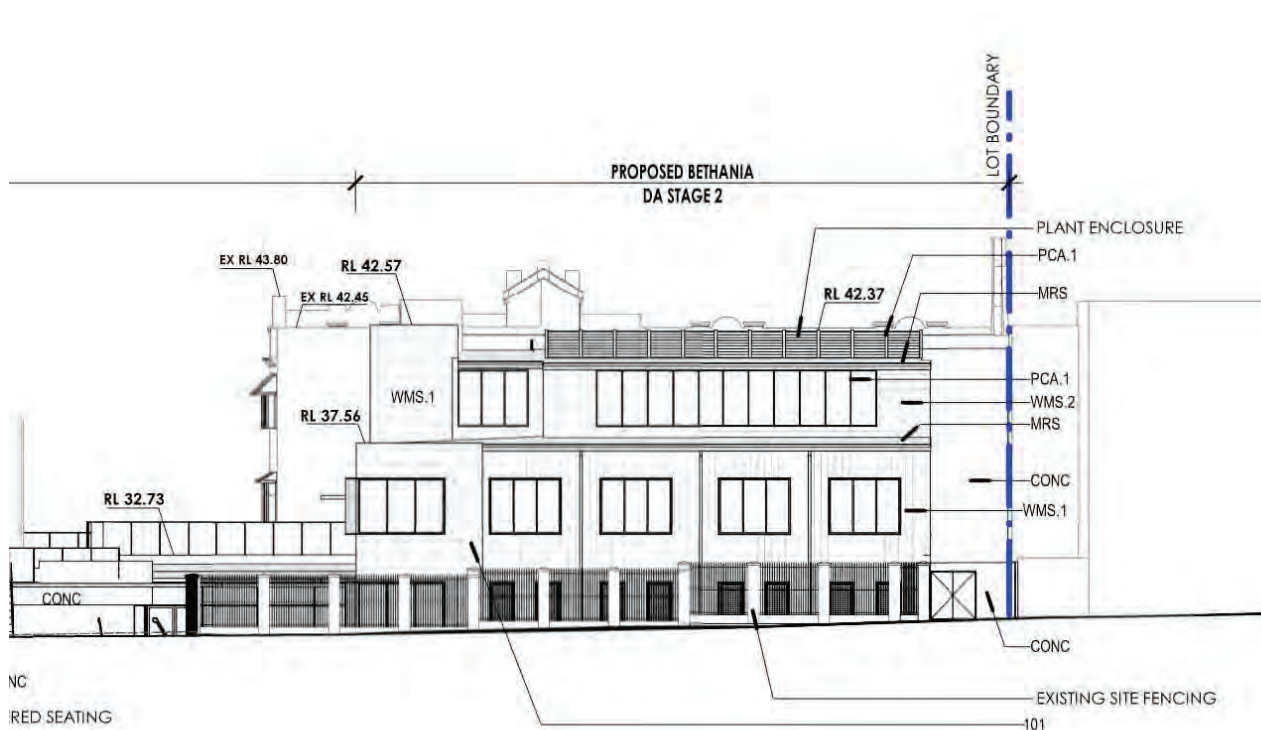 LOT BOUNDARY
PROPOSED BETHANIA
DA STAGE 2
PLANT ENCLOSURE
EX RL 43.80
RL 42.57
PCA.1
EX RL 42.45
RL 42.37
MRS
PCA.1
WMS.1
WMS.2
RL 37.56
MRS
CONC
RL 32.73
WMS.1
CONC
CONC
NC
EXISTING SITE FENCING
RED SEATING
101